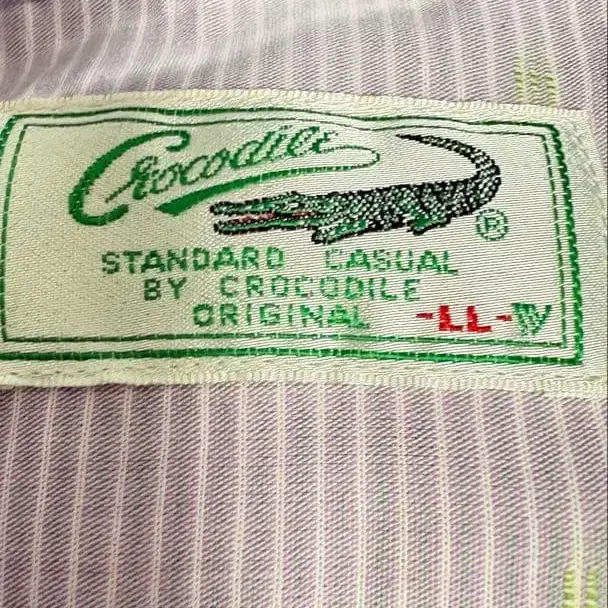 Crocodile
®
STANDARD CASUAL
BY CROCODILE
ORIGINAL -LL-W